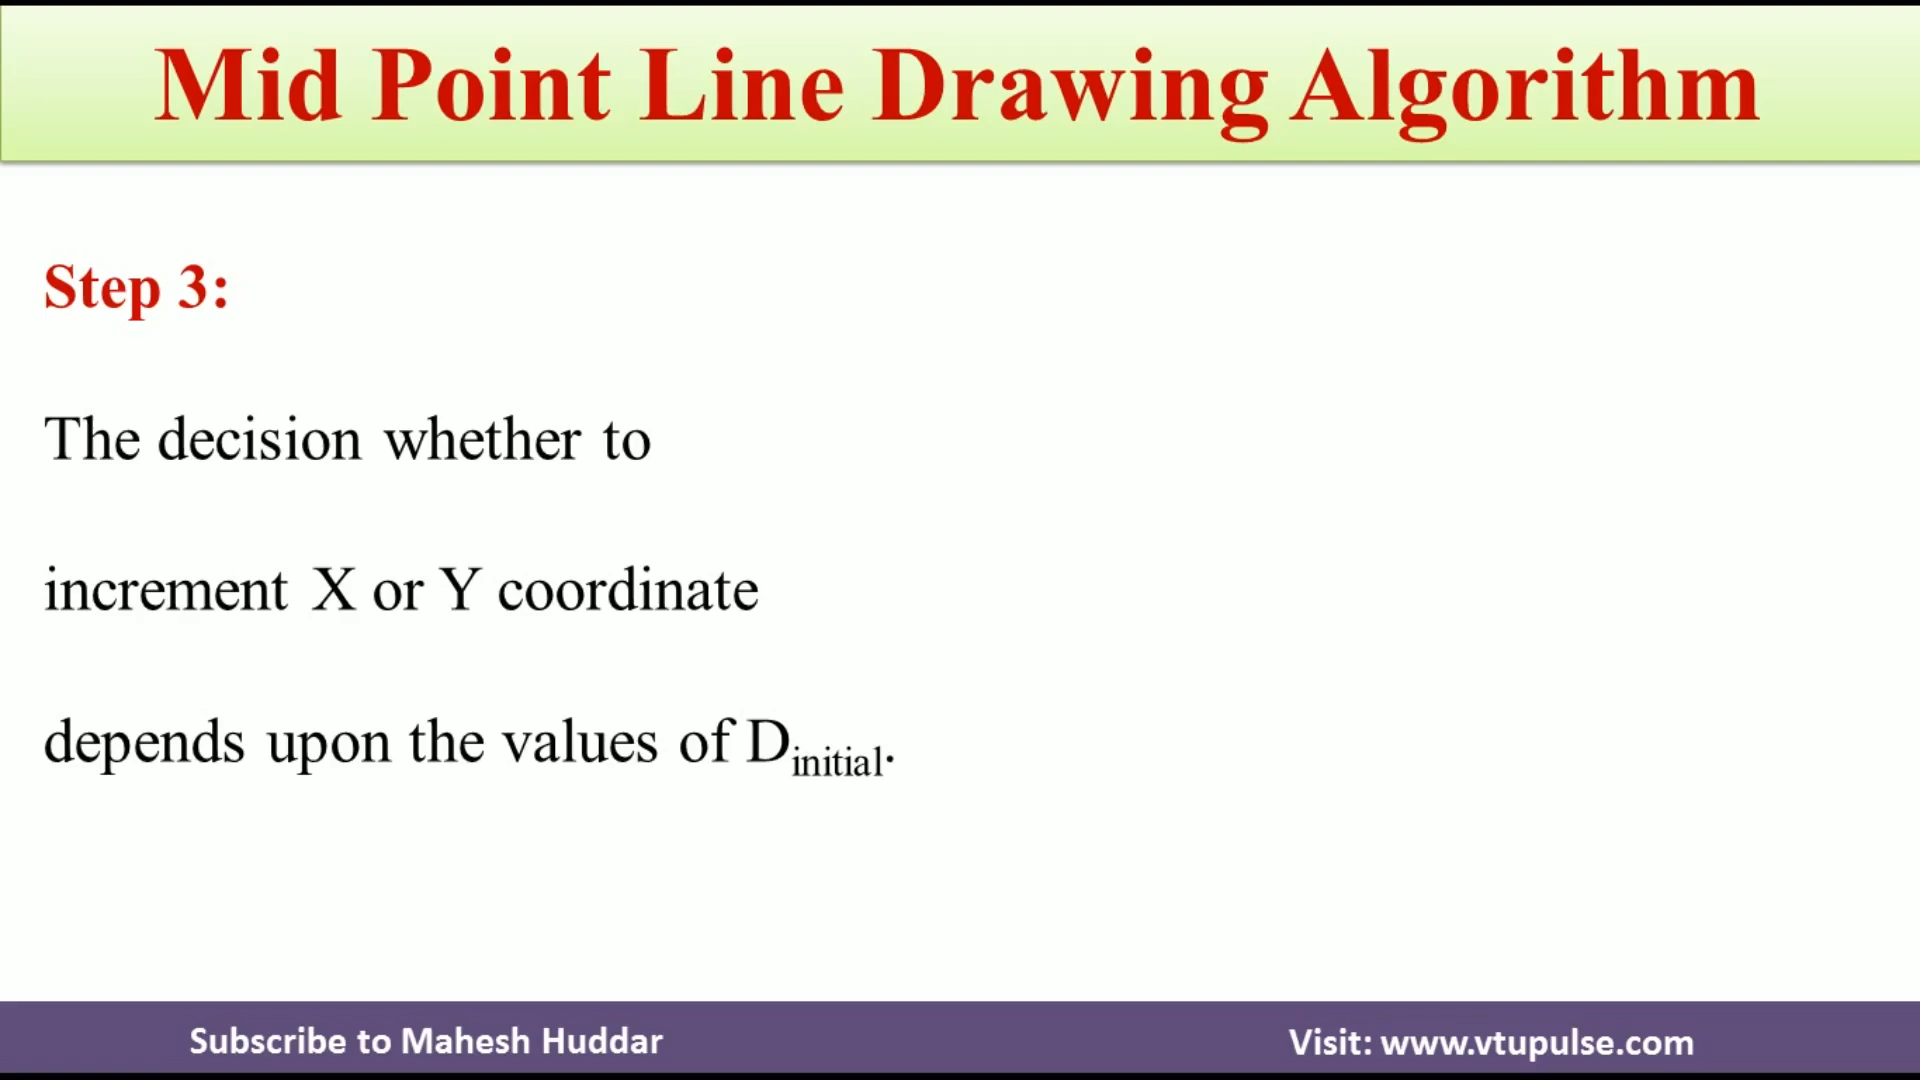 Mid Point Line Drawing Algorithm
Step 3:
The decision whether to
increment X or Y coordinate
depends upon the values of Dinitial.
Subscribe to Mahesh Huddar
Visit: www.vtupulse.com